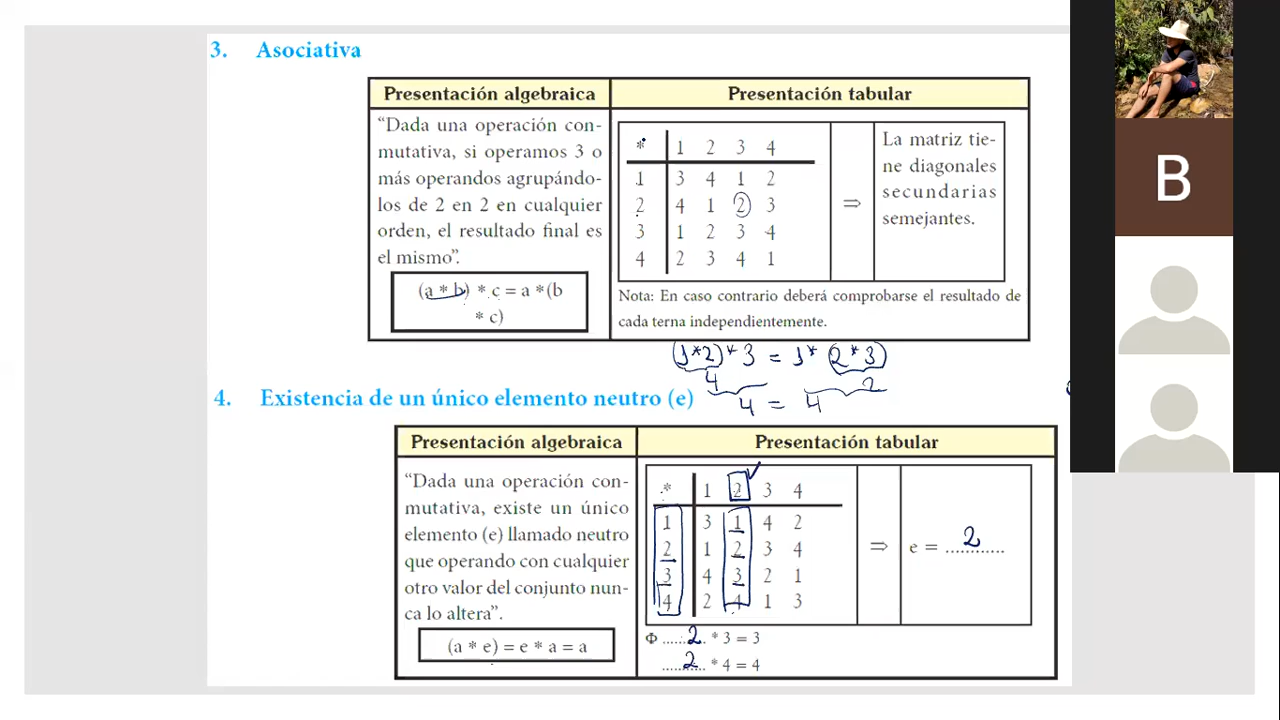 3. Asociativa
Presentación algebraica
Presentación tabular
“Dada una operación con-
mutativa, si operamos 3 o
más operandos agrupándo-
los de 2 en 2 en cualquier
orden, el resultado final es
el mismo”.
(a * b) * c = a *(b
* c)
* 1 2 3 4
1 3 4 1 2
2 4 1 2 3
3 1 2 3 4
4 2 3 4 1
⇒
La matriz tie-
ne diagonales
secundarias
semejantes.
Nota: En caso contrario deberá comprobarse el resultado de
cada terna independientemente.
(1*2)*3 = 1*(2*3)
4 2
4 = 4
4. Existencia de un único elemento neutro (e)
Presentación algebraica
Presentación tabular
“Dada una operación con-
mutativa, existe un único
elemento (e) llamado neutro
que operando con cualquier
otro valor del conjunto nun-
ca lo altera”.
(a * e) = e * a = a
* 1 2 3 4
1 3 1 4 2
2 1 2 3 4
3 4 3 2 1
4 2 4 1 3
⇒
e = ....2........
Φ ......2.. * 3 = 3
....2...... * 4 = 4
B